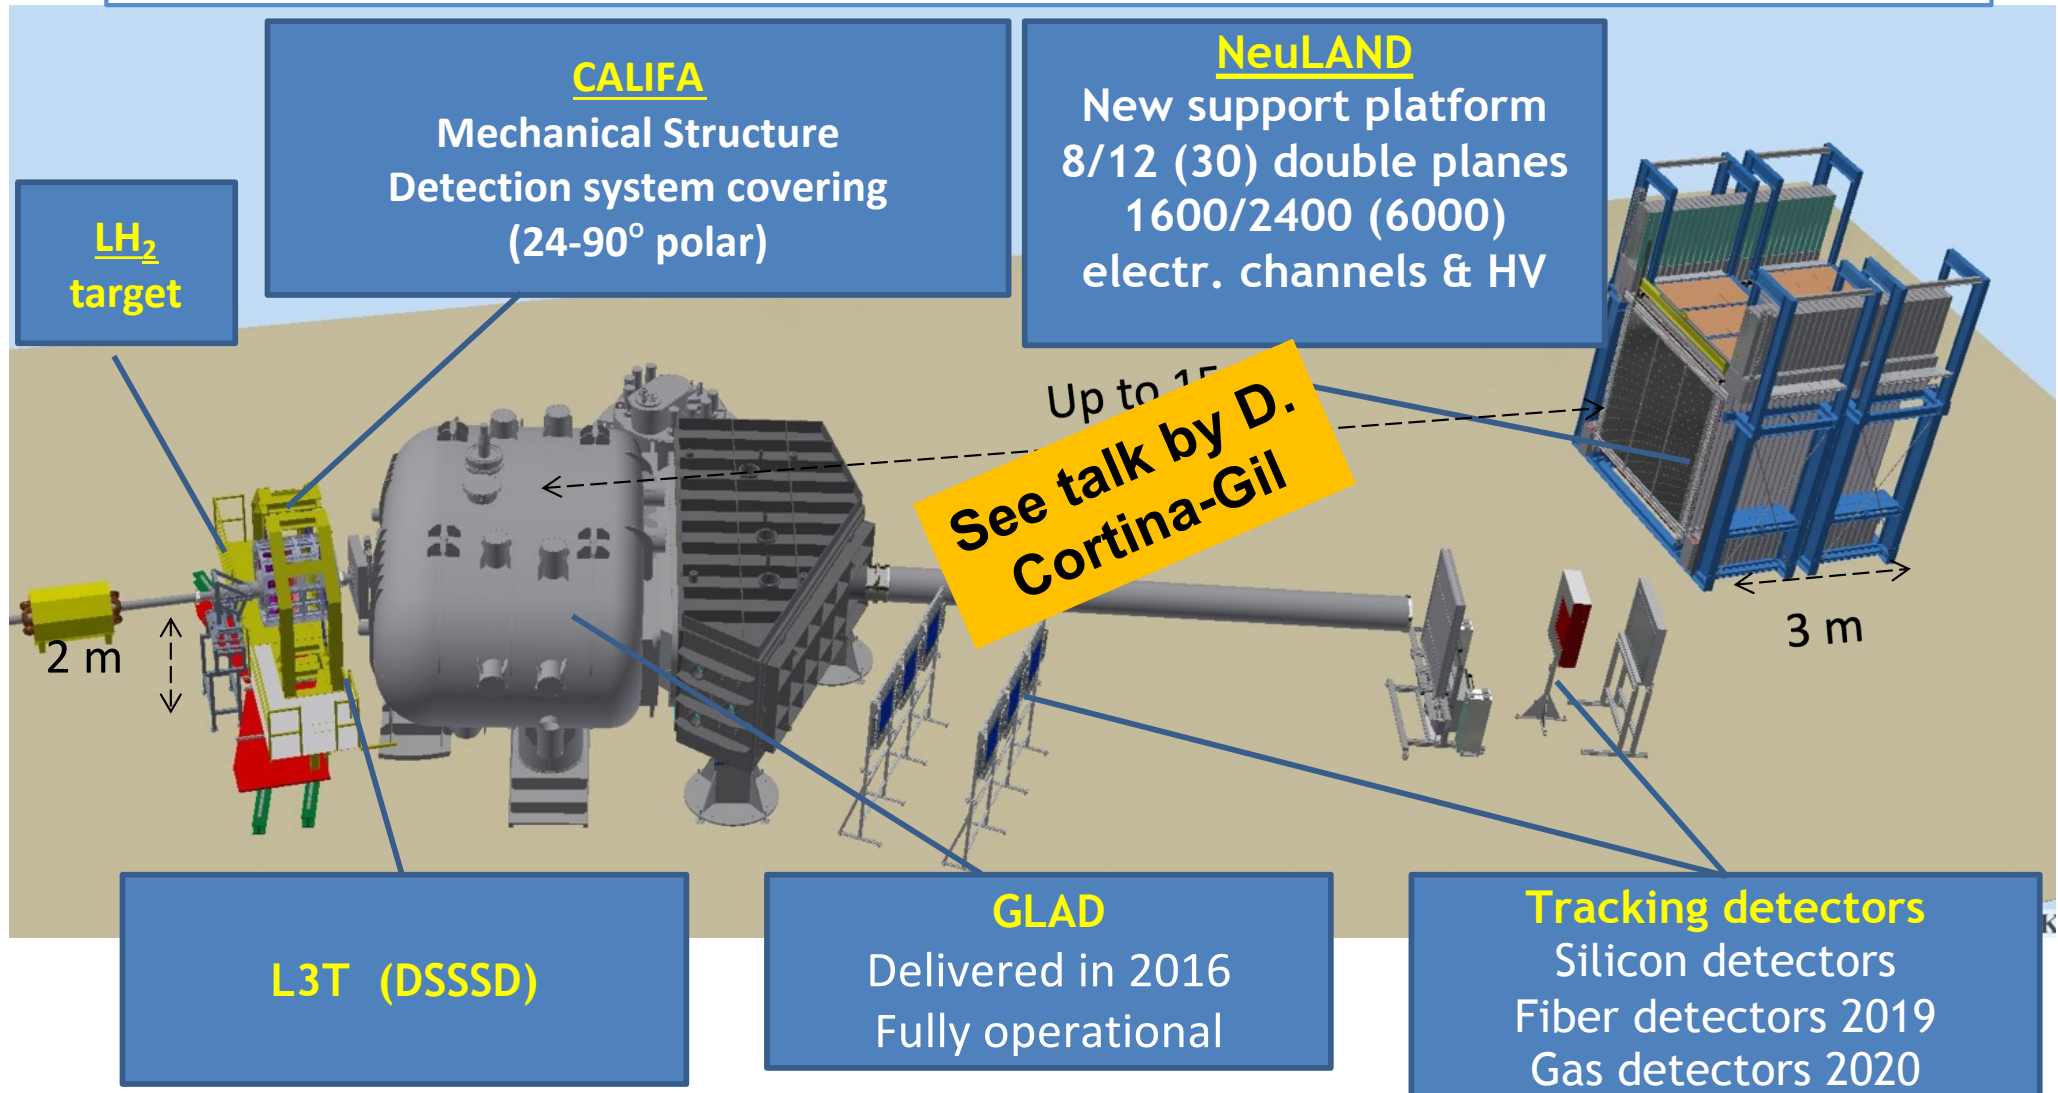 CALIFA
Mechanical Structure
Detection system covering
(24-90° polar)
NeuLAND
New support platform
8/12 (30) double planes
1600/2400 (6000)
electr. channels & HV
LH₂
target
Up to
See talk by D.
Cortina-Gil
2 m
3 m
L3T (DSSSD)
GLAD
Delivered in 2016
Fully operational
Tracking detectors
Silicon detectors
Fiber detectors 2019
Gas detectors 2020